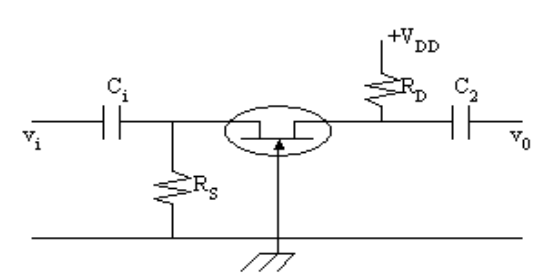 +V_DD
C_i
R_D
C_2
v_i
v_0
R_S